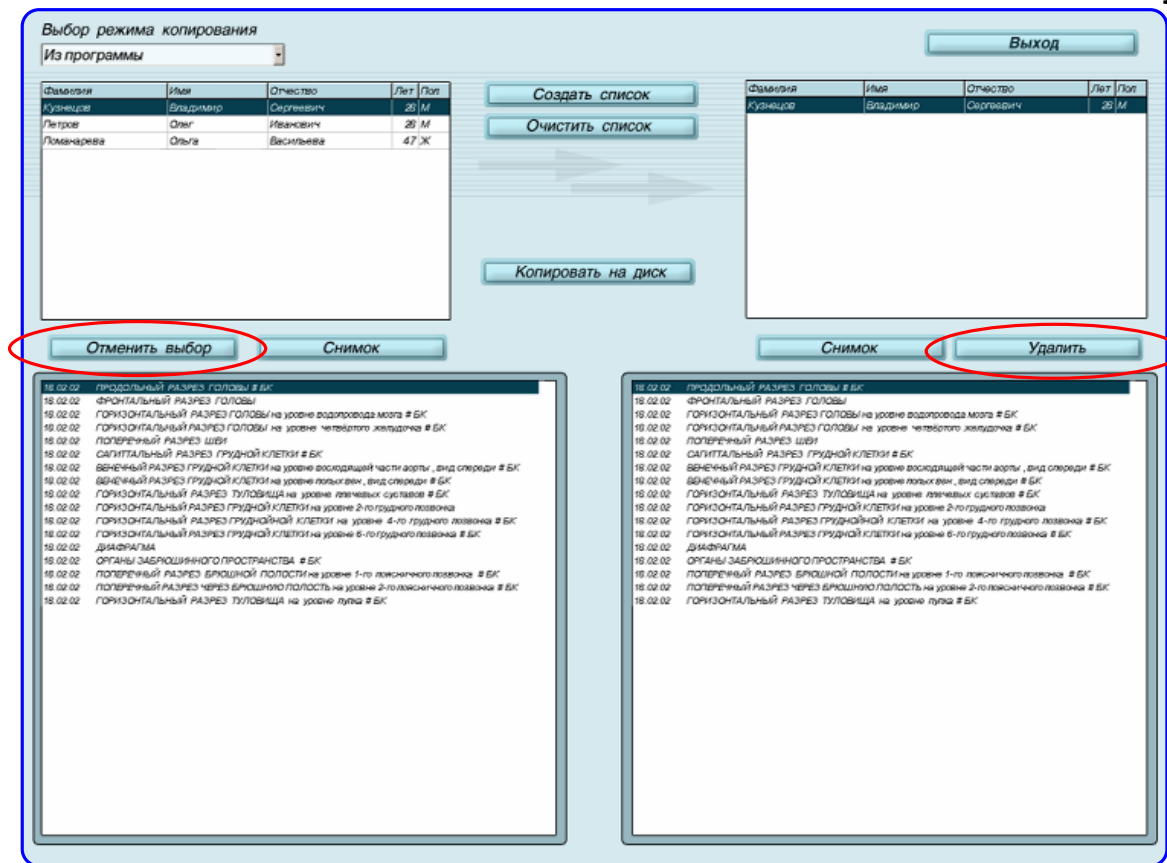 Выбор режима копирования
Из программы
Выход
Фамилия Имя Отчество Лет Пол
Кузнецов Владимир Сергеевич 26 М
Петров Олег Иванович 26 М
Поманарева Ольга Васильева 47 Ж
Создать список
Очистить список
Копировать на диск
Фамилия Имя Отчество Лет Пол
Кузнецов Владимир Сергеевич 26 М
Отменить выбор
Снимок
Снимок
Удалить
18.02.02 ПРОДОЛЬНЫЙ РАЗРЕЗ ГОЛОВЫ # БК
18.02.02 ФРОНТАЛЬНЫЙ РАЗРЕЗ ГОЛОВЫ
18.02.02 ГОРИЗОНТАЛЬНЫЙ РАЗРЕЗ ГОЛОВЫ на уровне водопровода мозга # БК
18.02.02 ГОРИЗОНТАЛЬНЫЙ РАЗРЕЗ ГОЛОВЫ на уровне четвёртого желудочка # БК
18.02.02 ПОПЕРЕЧНЫЙ РАЗРЕЗ ШЕИ
18.02.02 САГИТТАЛЬНЫЙ РАЗРЕЗ ГРУДНОЙ КЛЕТКИ # БК
18.02.02 ВЕНЕЧНЫЙ РАЗРЕЗ ГРУДНОЙ КЛЕТКИ на уровне восходящей части аорты , вид спереди # БК
18.02.02 ВЕНЕЧНЫЙ РАЗРЕЗ ГРУДНОЙ КЛЕТКИ на уровне полых вен , вид спереди # БК
18.02.02 ГОРИЗОНТАЛЬНЫЙ РАЗРЕЗ ТУЛОВИЩА на уровне плечевых суставов # БК
18.02.02 ГОРИЗОНТАЛЬНЫЙ РАЗРЕЗ ГРУДНОЙ КЛЕТКИ на уровне 2-го грудного позвонка
18.02.02 ГОРИЗОНТАЛЬНЫЙ РАЗРЕЗ ГРУДНОЙНОЙ КЛЕТКИ на уровне 4-го грудного позвонка # БК
18.02.02 ГОРИЗОНТАЛЬНЫЙ РАЗРЕЗ ГРУДНОЙ КЛЕТКИ на уровне 6-го грудного позвонка # БК
18.02.02 ДИАФРАГМА
18.02.02 ОРГАНЫ ЗАБРЮШИННОГО ПРОСТРАНСТВА # БК
18.02.02 ПОПЕРЕЧНЫЙ РАЗРЕЗ БРЮШНОЙ ПОЛОСТИ на уровне 1-го поясничного позвонка # БК
18.02.02 ПОПЕРЕЧНЫЙ РАЗРЕЗ ЧЕРЕЗ БРЮШНУЮ ПОЛОСТЬ на уровне 2-го поясничного позвонка # БК
18.02.02 ГОРИЗОНТАЛЬНЫЙ РАЗРЕЗ ТУЛОВИЩА на уровне пупка # БК
18.02.02 ПРОДОЛЬНЫЙ РАЗРЕЗ ГОЛОВЫ # БК
18.02.02 ФРОНТАЛЬНЫЙ РАЗРЕЗ ГОЛОВЫ
18.02.02 ГОРИЗОНТАЛЬНЫЙ РАЗРЕЗ ГОЛОВЫ на уровне водопровода мозга # БК
18.02.02 ГОРИЗОНТАЛЬНЫЙ РАЗРЕЗ ГОЛОВЫ на уровне четвёртого желудочка # БК
18.02.02 ПОПЕРЕЧНЫЙ РАЗРЕЗ ШЕИ
18.02.02 САГИТТАЛЬНЫЙ РАЗРЕЗ ГРУДНОЙ КЛЕТКИ # БК
18.02.02 ВЕНЕЧНЫЙ РАЗРЕЗ ГРУДНОЙ КЛЕТКИ на уровне восходящей части аорты , вид спереди # БК
18.02.02 ВЕНЕЧНЫЙ РАЗРЕЗ ГРУДНОЙ КЛЕТКИ на уровне полых вен , вид спереди # БК
18.02.02 ГОРИЗОНТАЛЬНЫЙ РАЗРЕЗ ТУЛОВИЩА на уровне плечевых суставов # БК
18.02.02 ГОРИЗОНТАЛЬНЫЙ РАЗРЕЗ ГРУДНОЙ КЛЕТКИ на уровне 2-го грудного позвонка
18.02.02 ГОРИЗОНТАЛЬНЫЙ РАЗРЕЗ ГРУДНОЙНОЙ КЛЕТКИ на уровне 4-го грудного позвонка # БК
18.02.02 ГОРИЗОНТАЛЬНЫЙ РАЗРЕЗ ГРУДНОЙ КЛЕТКИ на уровне 6-го грудного позвонка # БК
18.02.02 ДИАФРАГМА
18.02.02 ОРГАНЫ ЗАБРЮШИННОГО ПРОСТРАНСТВА # БК
18.02.02 ПОПЕРЕЧНЫЙ РАЗРЕЗ БРЮШНОЙ ПОЛОСТИ на уровне 1-го поясничного позвонка # БК
18.02.02 ПОПЕРЕЧНЫЙ РАЗРЕЗ ЧЕРЕЗ БРЮШНУЮ ПОЛОСТЬ на уровне 2-го поясничного позвонка # БК
18.02.02 ГОРИЗОНТАЛЬНЫЙ РАЗРЕЗ ТУЛОВИЩА на уровне пупка # БК